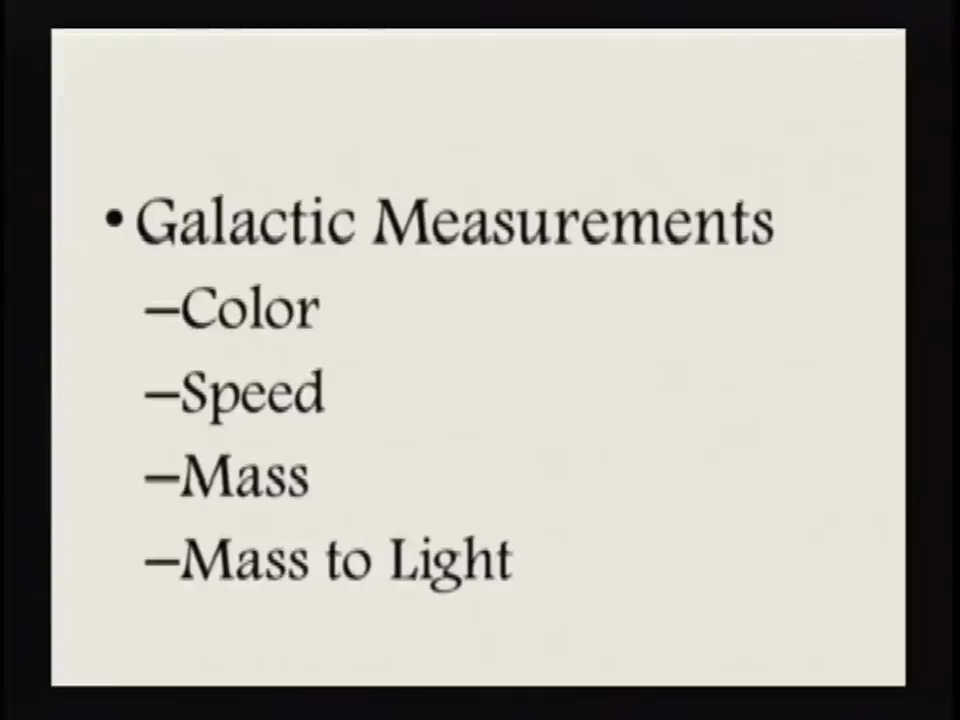 • Galactic Measurements
–Color
–Speed
–Mass
–Mass to Light